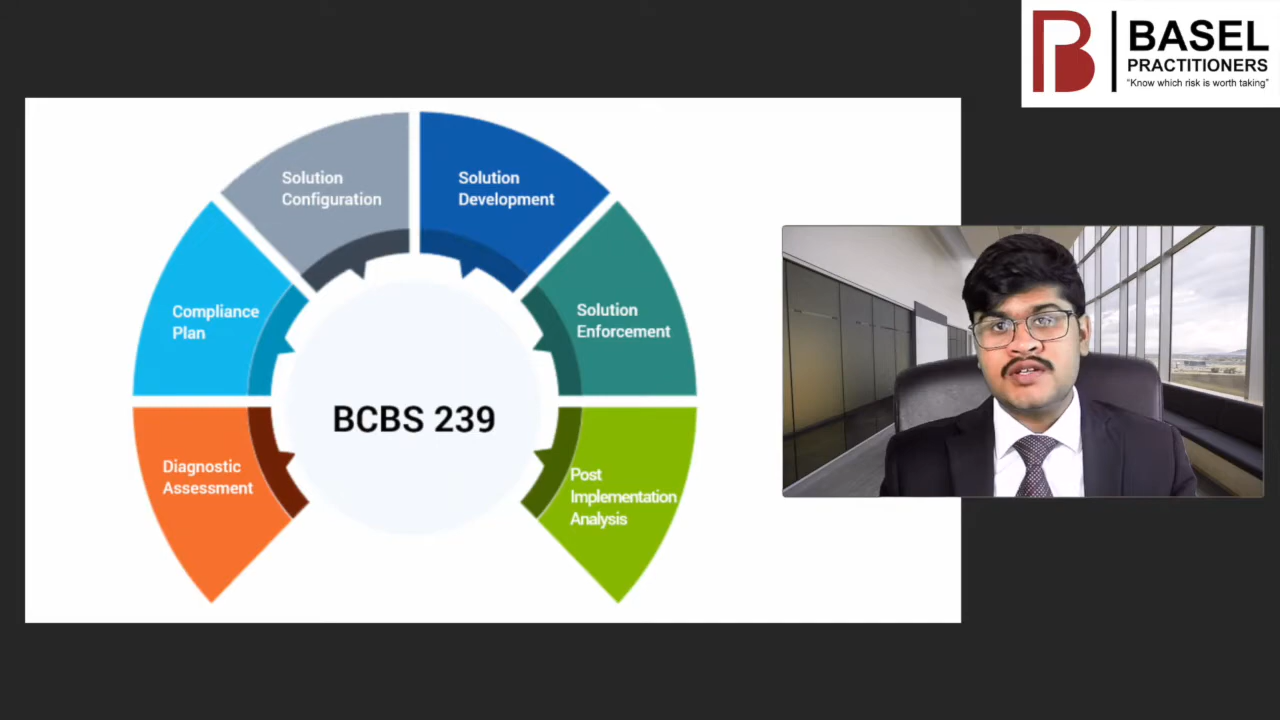 BASEL
PRACTITIONERS
"Know which risk is worth taking"
Solution
Configuration
Solution
Development
Compliance
Plan
Solution
Enforcement
BCBS 239
Diagnostic
Assessment
Post
Implementation
Analysis